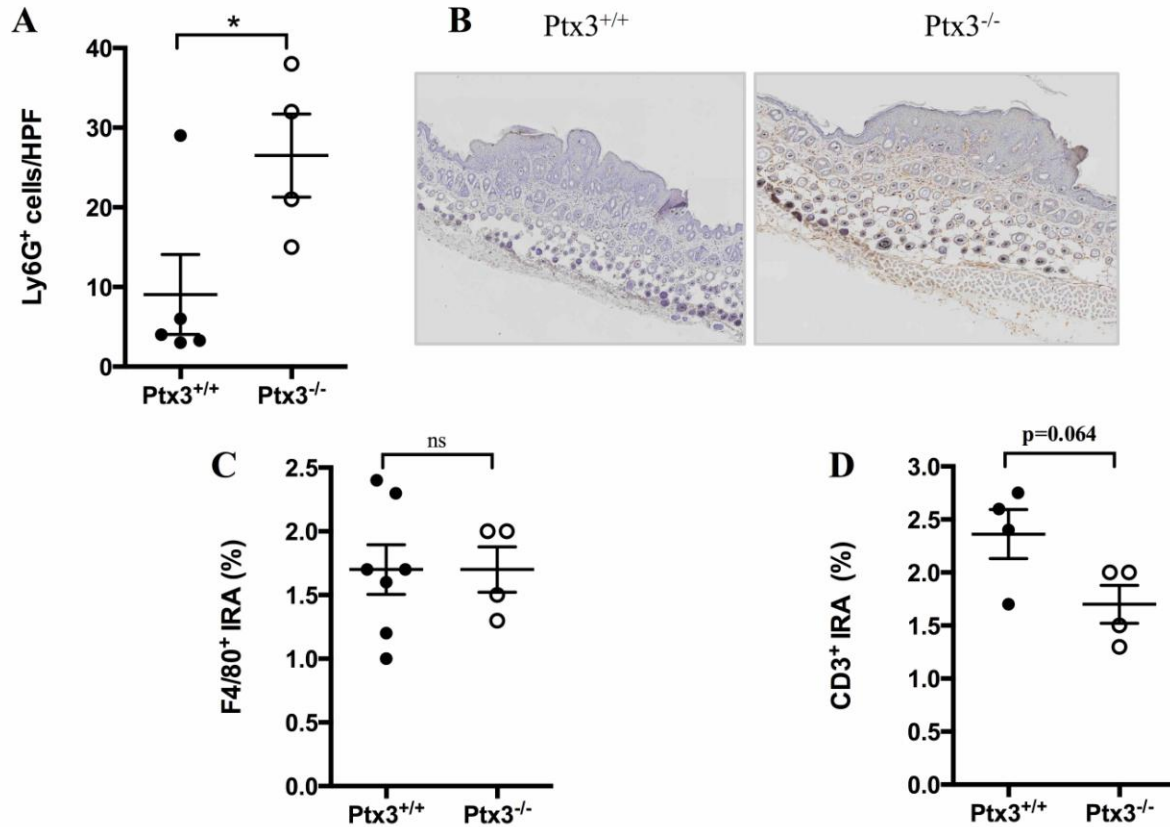 A
*
Ly6G⁺ cells/HPF
40
30
20
10
0
Ptx3⁺/⁺
Ptx3⁻/⁻
B
Ptx3⁺/⁺
Ptx3⁻/⁻
C
ns
F4/80⁺ IRA (%)
2.5
2.0
1.5
1.0
0.5
0.0
Ptx3⁺/⁺
Ptx3⁻/⁻
D
p=0.064
CD3⁺ IRA (%)
3.0
2.5
2.0
1.5
1.0
0.5
0.0
Ptx3⁺/⁺
Ptx3⁻/⁻